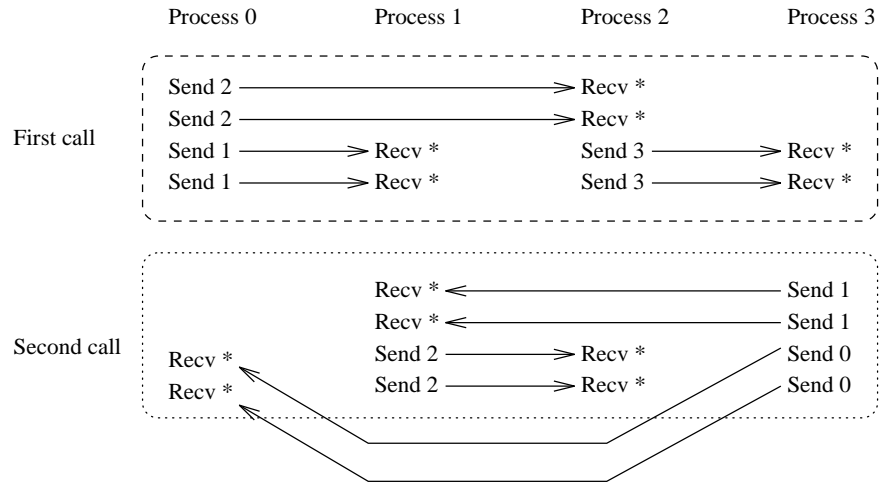 Process 0 Process 1 Process 2 Process 3
Send 2 Recv *
Send 2 Recv *
First call
Send 1 Recv * Send 3 Recv *
Send 1 Recv * Send 3 Recv *
Recv * Send 1
Recv * Send 1
Second call
Recv * Send 2 Recv * Send 0
Recv * Send 2 Recv * Send 0